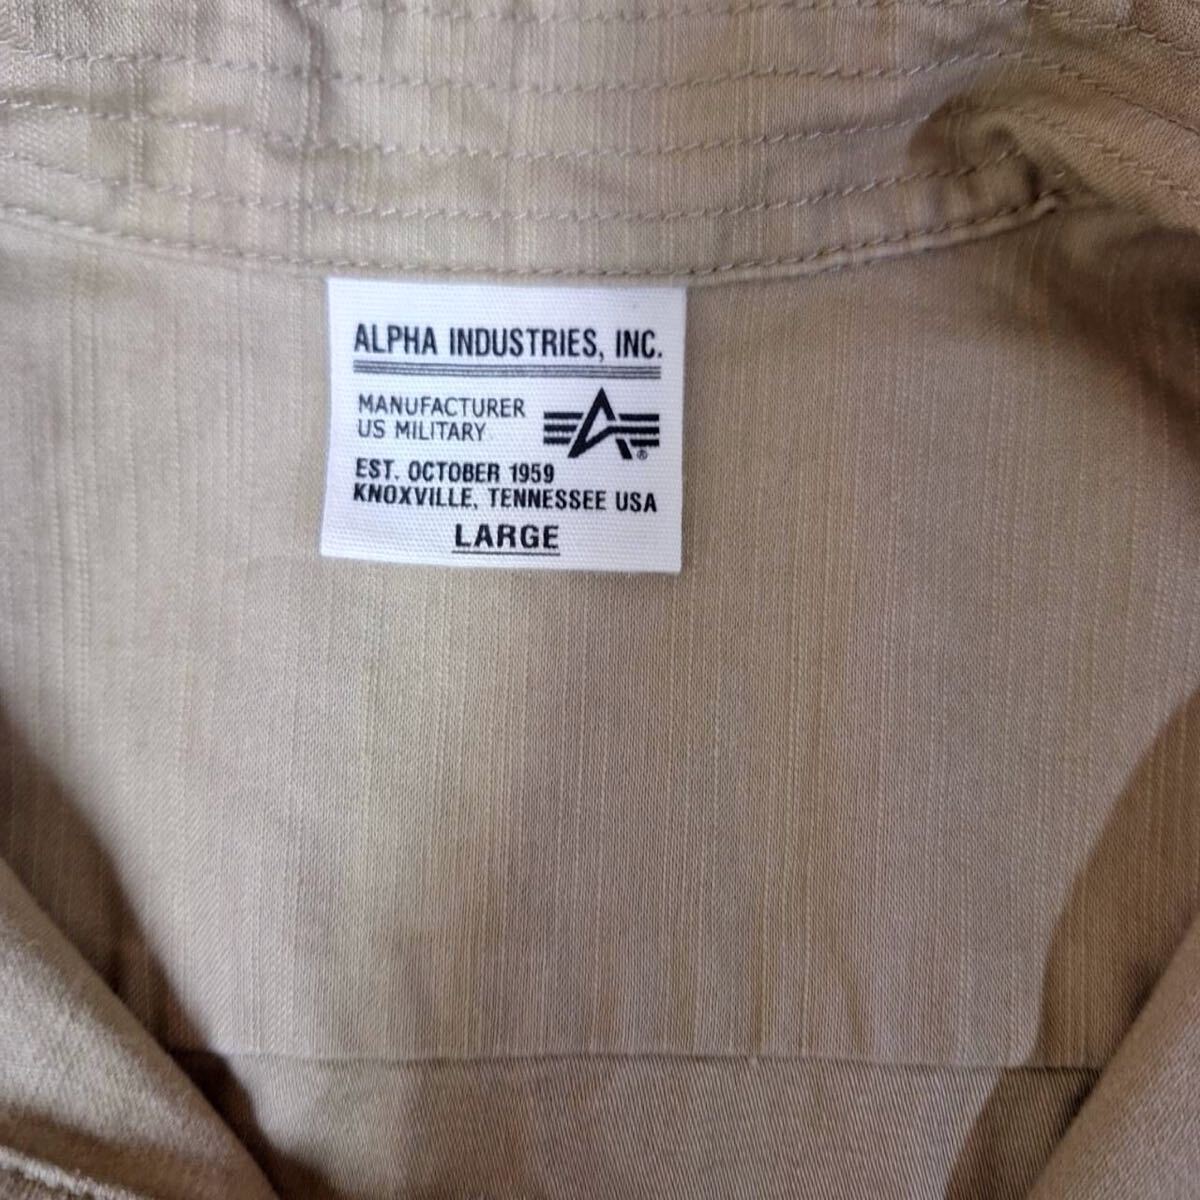 ALPHA INDUSTRIES, INC.
MANUFACTURER
US MILITARY
®
EST. OCTOBER 1959
KNOXVILLE, TENNESSEE USA
LARGE